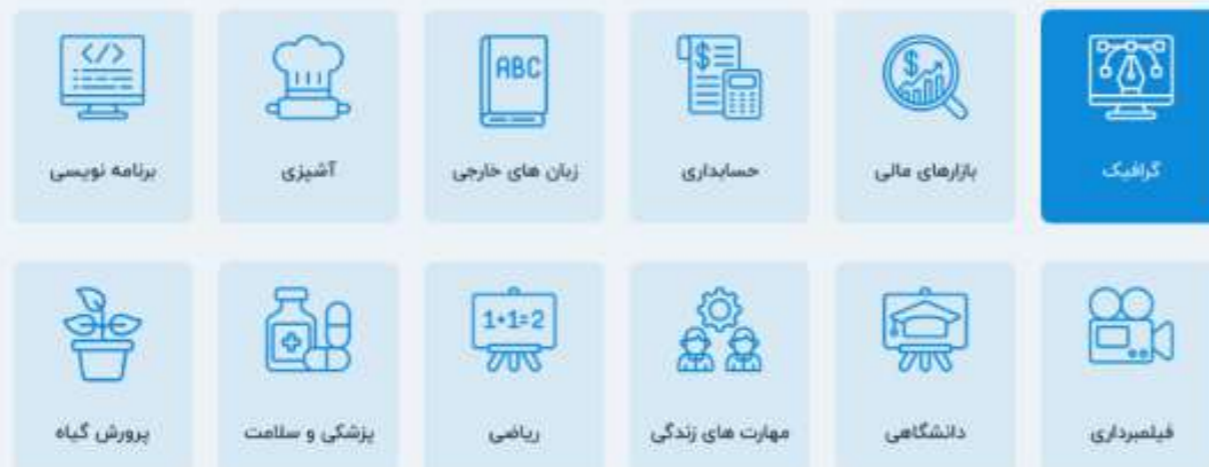 گرافیک
بازارهای مالی
$
حسابداری
$
زبان های خارجی
ABC
آشپزی
برنامه نویسی
</>
فیلمبرداری
دانشگاهی
مهارت های زندگی
ریاضی
1+1=2
پزشکی و سلامت
پرورش گیاه